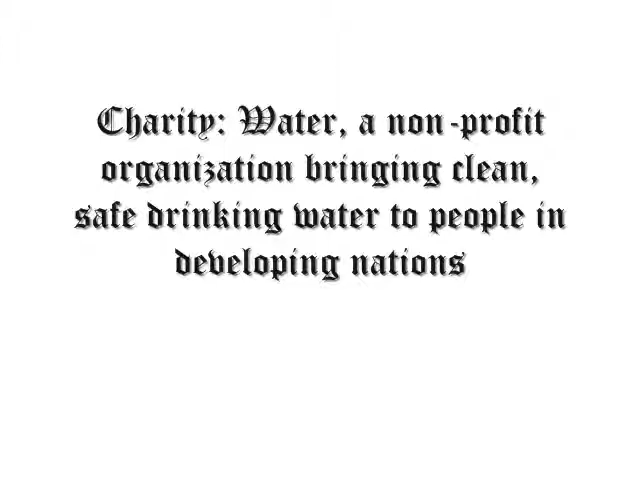 Charity: Water, a non-profit
organization bringing clean,
safe drinking water to people in
developing nations